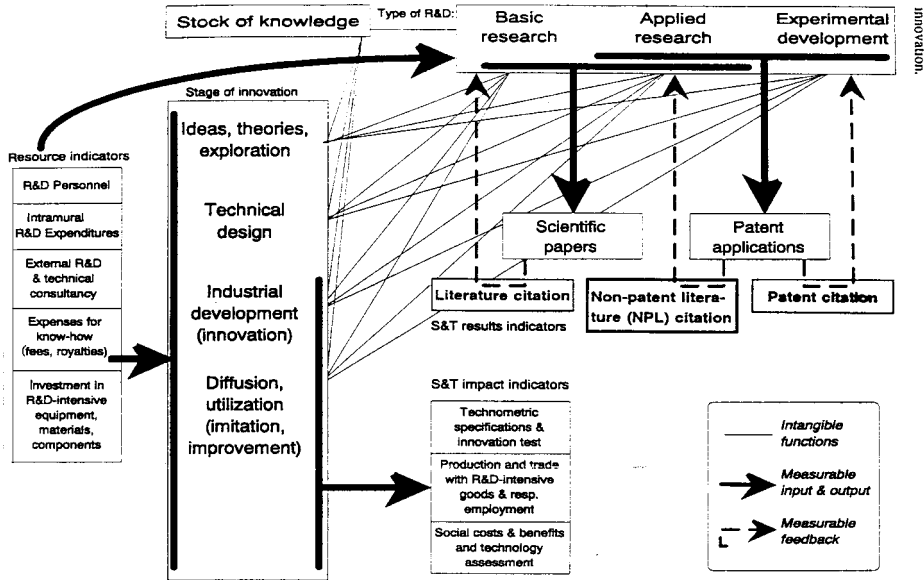 Stock of knowledge
Type of R&D:
Basic
research
Applied
research
Experimental
development
innovation.
Stage of innovation
Ideas, theories,
exploration
Technical
design
Industrial
development
(innovation)
Diffusion,
utilization
(imitation,
improvement)
Resource indicators
R&D Personnel
Intramural
R&D Expenditures
External R&D
& technical
consultancy
Expenses for
know-how
(fees, royalties)
Investment in
R&D-intensive
equipment,
materials,
components
Scientific
papers
Patent
applications
Literature citation
Non-patent litera-
ture (NPL) citation
Patent citation
S&T results indicators
S&T impact indicators
Technometric
specifications &
innovation test
Production and trade
with R&D-intensive
goods & resp.
employment
Social costs & benefits
and technology
assessment
Intangible
functions
Measurable
input & output
Measurable
feedback